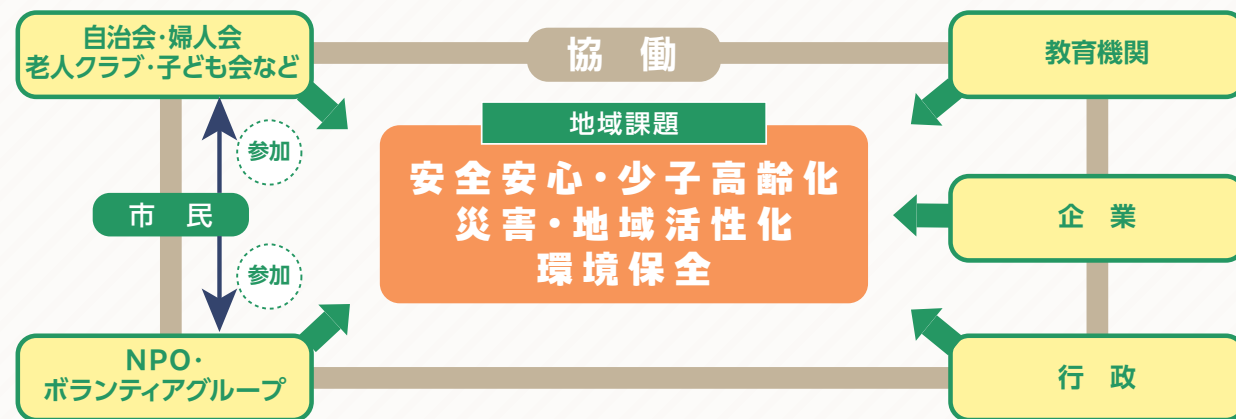 自治会・婦人会
老人クラブ・子ども会など
協 働
教育機関
地域課題
安全安心・少子高齢化
災害・地域活性化
環境保全
参加
市 民
参加
企 業
NPO・
ボランティアグループ
行 政